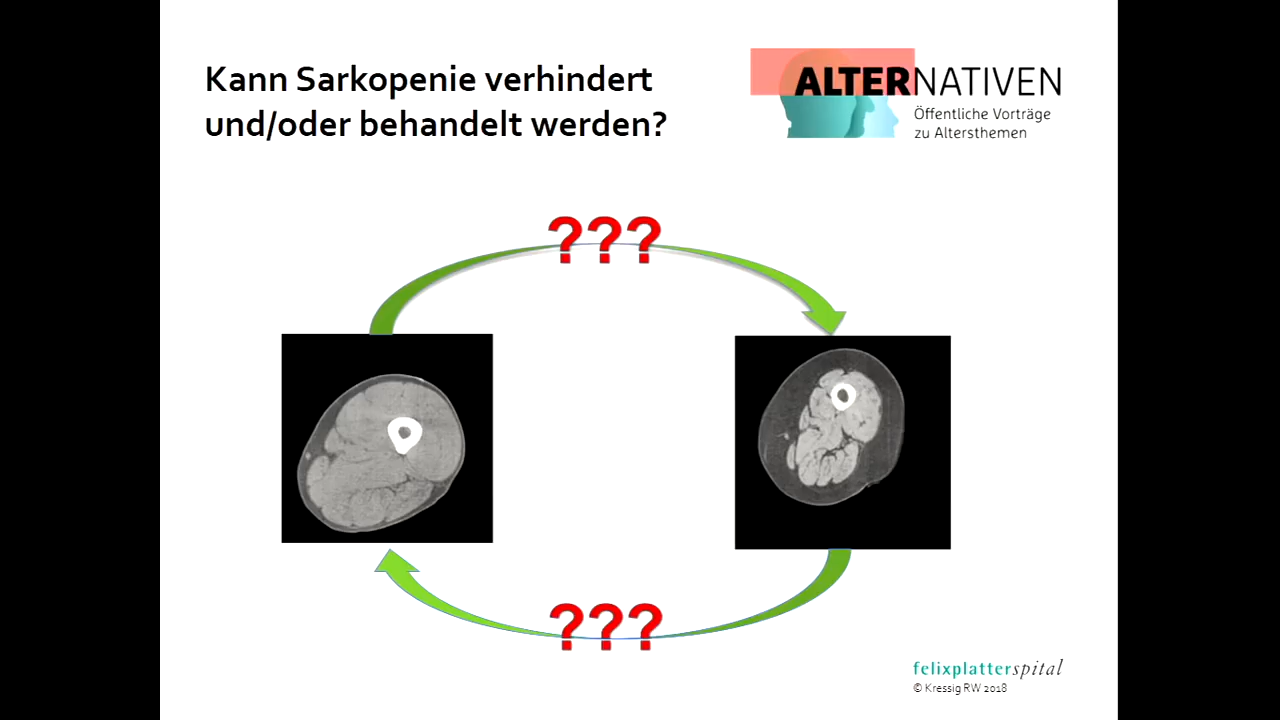 Kann Sarkopenie verhindert
und/oder behandelt werden?
ALTERNATIVEN
Öffentliche Vorträge
zu Altersthemen
???
???
felixplatterspital
© Kressig RW 2018